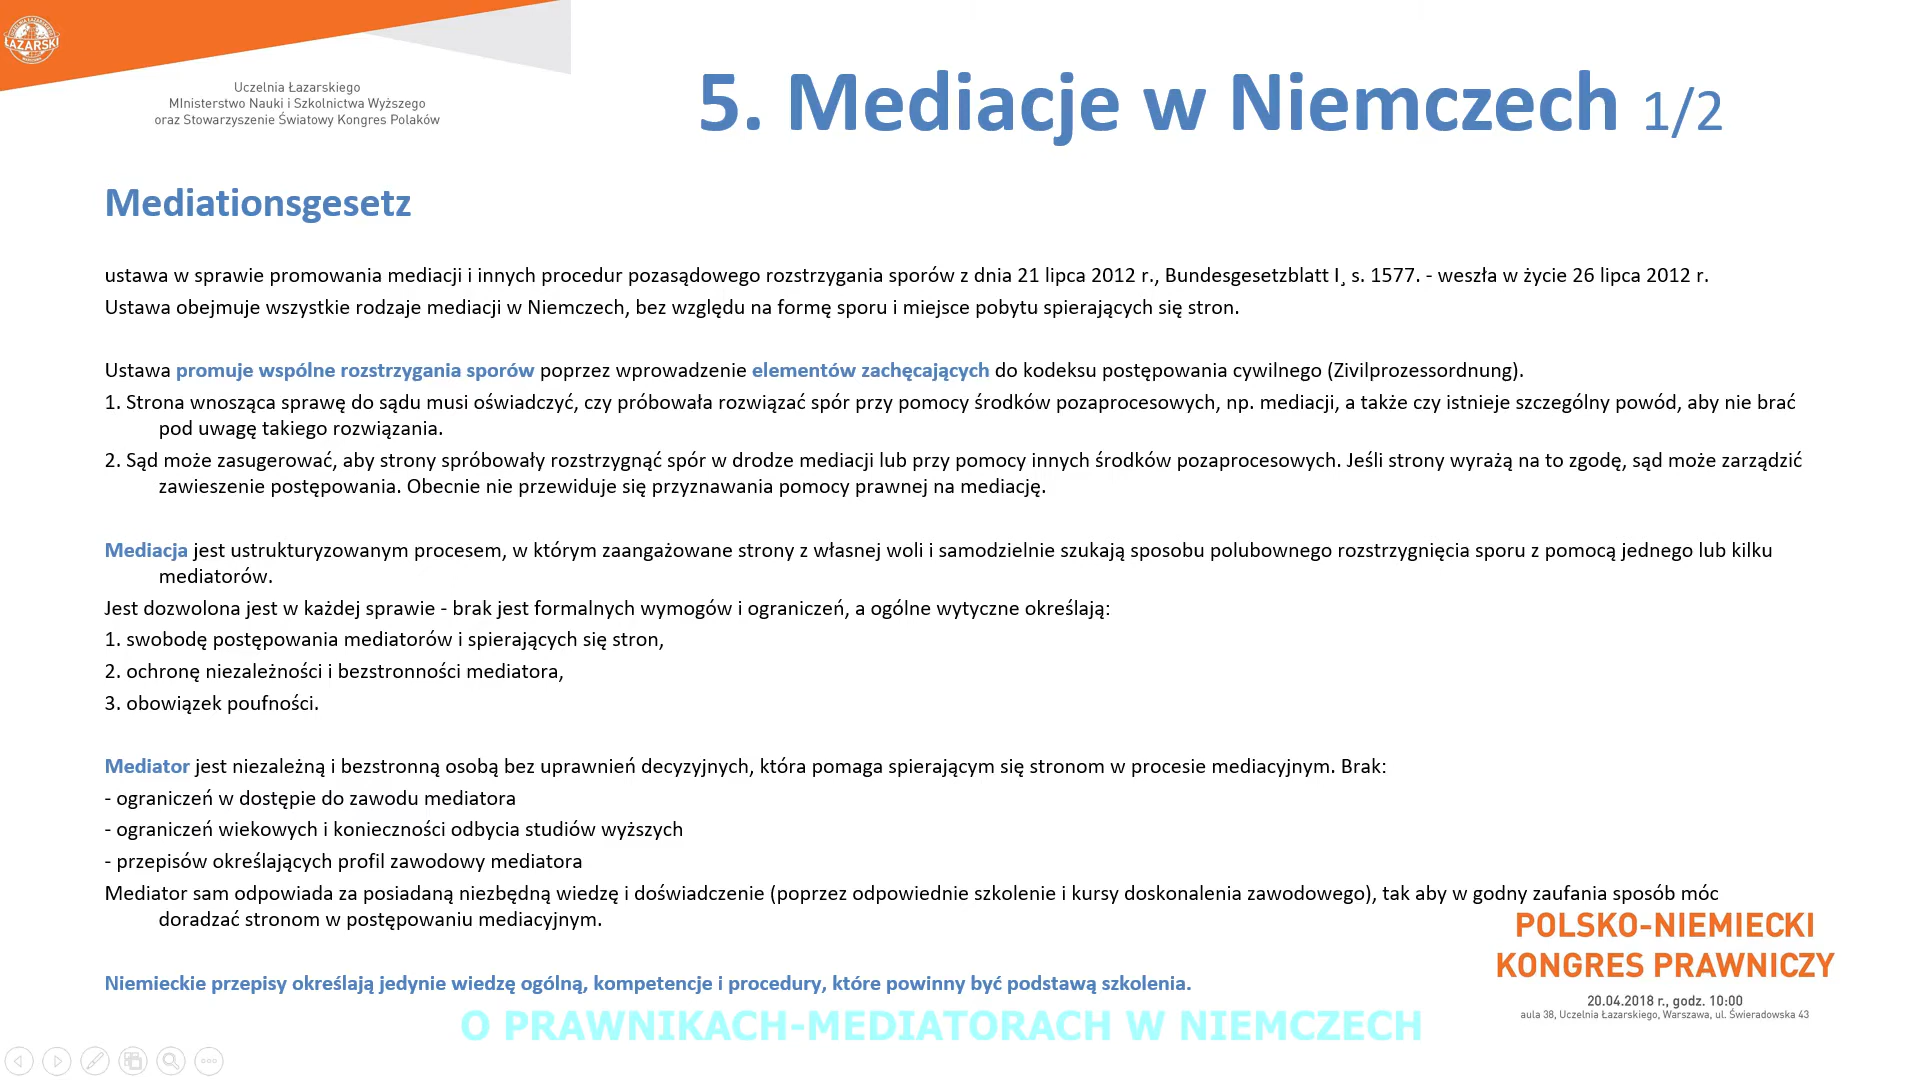 ŁAZARSKI
Uczelnia Łazarskiego
MInisterstwo Nauki i Szkolnictwa Wyższego
oraz Stowarzyszenie Światowy Kongres Polaków
5. Mediacje w Niemczech 1/2
Mediationsgesetz
ustawa w sprawie promowania mediacji i innych procedur pozasądowego rozstrzygania sporów z dnia 21 lipca 2012 r., Bundesgesetzblatt I¸ s. 1577. - weszła w życie 26 lipca 2012 r.
Ustawa obejmuje wszystkie rodzaje mediacji w Niemczech, bez względu na formę sporu i miejsce pobytu spierających się stron.
Ustawa promuje wspólne rozstrzygania sporów poprzez wprowadzenie elementów zachęcających do kodeksu postępowania cywilnego (Zivilprozessordnung).
1. Strona wnosząca sprawę do sądu musi oświadczyć, czy próbowała rozwiązać spór przy pomocy środków pozaprocesowych, np. mediacji, a także czy istnieje szczególny powód, aby nie brać
pod uwagę takiego rozwiązania.
2. Sąd może zasugerować, aby strony spróbowały rozstrzygnąć spór w drodze mediacji lub przy pomocy innych środków pozaprocesowych. Jeśli strony wyrażą na to zgodę, sąd może zarządzić
zawieszenie postępowania. Obecnie nie przewiduje się przyznawania pomocy prawnej na mediację.
Mediacja jest ustrukturyzowanym procesem, w którym zaangażowane strony z własnej woli i samodzielnie szukają sposobu polubownego rozstrzygnięcia sporu z pomocą jednego lub kilku
mediatorów.
Jest dozwolona jest w każdej sprawie - brak jest formalnych wymogów i ograniczeń, a ogólne wytyczne określają:
1. swobodę postępowania mediatorów i spierających się stron,
2. ochronę niezależności i bezstronności mediatora,
3. obowiązek poufności.
Mediator jest niezależną i bezstronną osobą bez uprawnień decyzyjnych, która pomaga spierającym się stronom w procesie mediacyjnym. Brak:
- ograniczeń w dostępie do zawodu mediatora
- ograniczeń wiekowych i konieczności odbycia studiów wyższych
- przepisów określających profil zawodowy mediatora
Mediator sam odpowiada za posiadaną niezbędną wiedzę i doświadczenie (poprzez odpowiednie szkolenie i kursy doskonalenia zawodowego), tak aby w godny zaufania sposób móc
doradzać stronom w postępowaniu mediacyjnym.
Niemieckie przepisy określają jedynie wiedzę ogólną, kompetencje i procedury, które powinny być podstawą szkolenia.
POLSKO-NIEMIECKI
KONGRES PRAWNICZY
20.04.2018 r., godz. 10:00
aula 38, Uczelnia Łazarskiego, Warszawa, ul. Świeradowska 43
O PRAWNIKACH-MEDIATORACH W NIEMCZECH